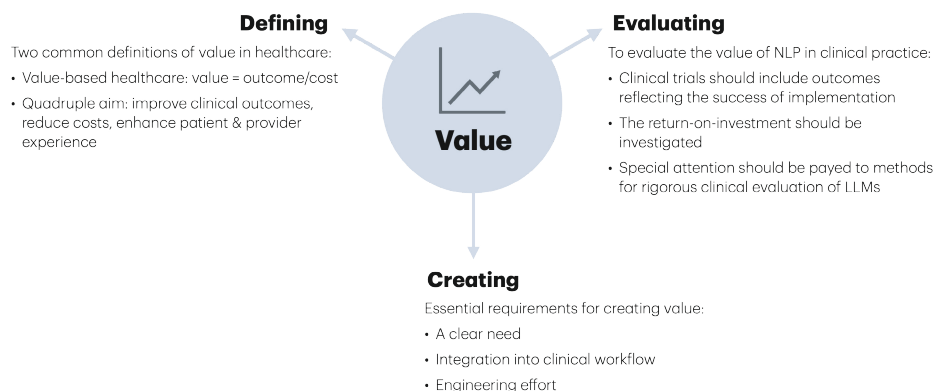 Defining
Two common definitions of value in healthcare:
• Value-based healthcare: value = outcome/cost
• Quadruple aim: improve clinical outcomes,
reduce costs, enhance patient & provider
experience
Value
Evaluating
To evaluate the value of NLP in clinical practice:
• Clinical trials should include outcomes
reflecting the success of implementation
• The return-on-investment should be
investigated
• Special attention should be payed to methods
for rigorous clinical evaluation of LLMs
Creating
Essential requirements for creating value:
• A clear need
• Integration into clinical workflow
• Engineering effort